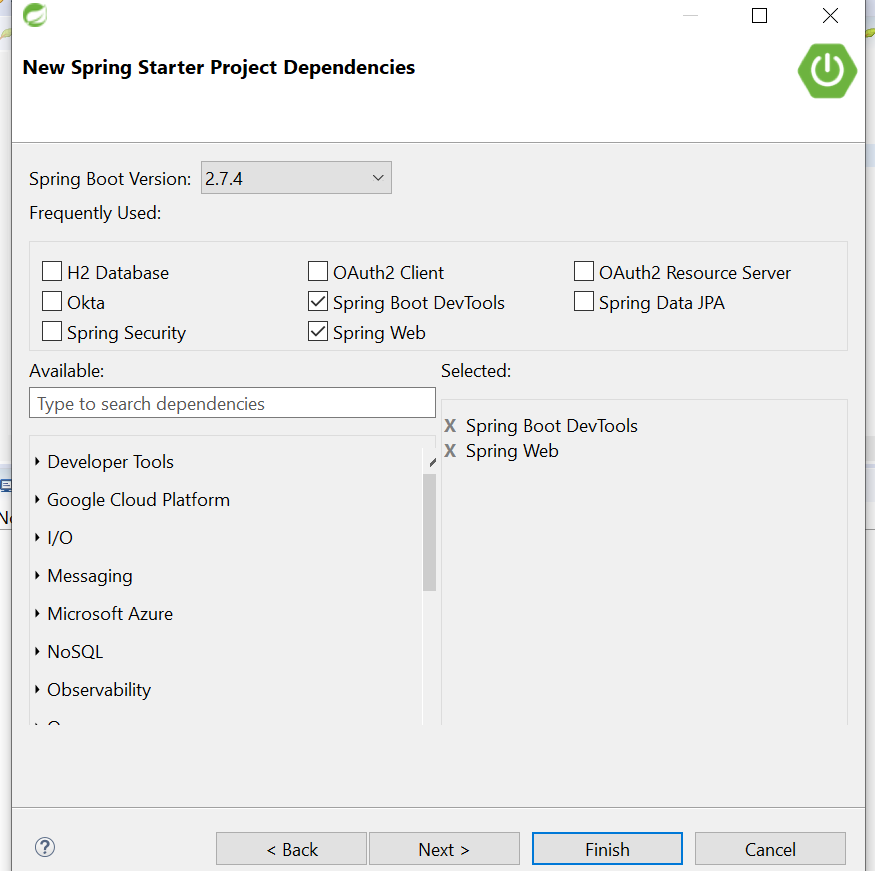 New Spring Starter Project Dependencies
Spring Boot Version: 2.7.4
Frequently Used:
H2 Database OAuth2 Client OAuth2 Resource Server
Okta Spring Boot DevTools Spring Data JPA
Spring Security Spring Web
Available: Selected:
Type to search dependencies
X Spring Boot DevTools
X Spring Web
Developer Tools
Google Cloud Platform
I/O
Messaging
Microsoft Azure
NoSQL
Observability
< Back Next > Finish Cancel